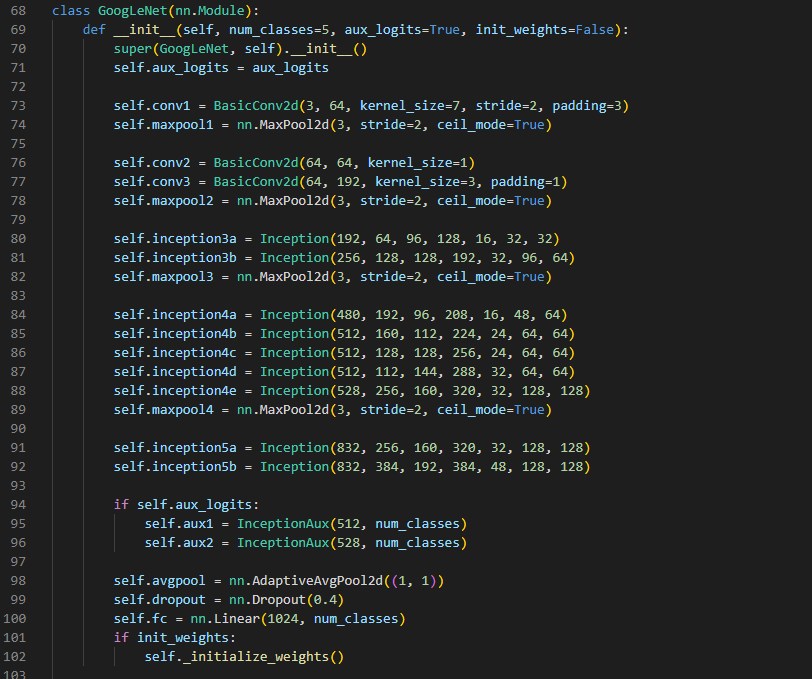 68 class GoogLeNet(nn.Module):
69     def __init__(self, num_classes=5, aux_logits=True, init_weights=False):
70         super(GoogLeNet, self).__init__()
71         self.aux_logits = aux_logits
72
73         self.conv1 = BasicConv2d(3, 64, kernel_size=7, stride=2, padding=3)
74         self.maxpool1 = nn.MaxPool2d(3, stride=2, ceil_mode=True)
75
76         self.conv2 = BasicConv2d(64, 64, kernel_size=1)
77         self.conv3 = BasicConv2d(64, 192, kernel_size=3, padding=1)
78         self.maxpool2 = nn.MaxPool2d(3, stride=2, ceil_mode=True)
79
80         self.inception3a = Inception(192, 64, 96, 128, 16, 32, 32)
81         self.inception3b = Inception(256, 128, 128, 192, 32, 96, 64)
82         self.maxpool3 = nn.MaxPool2d(3, stride=2, ceil_mode=True)
83
84         self.inception4a = Inception(480, 192, 96, 208, 16, 48, 64)
85         self.inception4b = Inception(512, 160, 112, 224, 24, 64, 64)
86         self.inception4c = Inception(512, 128, 128, 256, 24, 64, 64)
87         self.inception4d = Inception(512, 112, 144, 288, 32, 64, 64)
88         self.inception4e = Inception(528, 256, 160, 320, 32, 128, 128)
89         self.maxpool4 = nn.MaxPool2d(3, stride=2, ceil_mode=True)
90
91         self.inception5a = Inception(832, 256, 160, 320, 32, 128, 128)
92         self.inception5b = Inception(832, 384, 192, 384, 48, 128, 128)
93
94         if self.aux_logits:
95             self.aux1 = InceptionAux(512, num_classes)
96             self.aux2 = InceptionAux(528, num_classes)
97
98         self.avgpool = nn.AdaptiveAvgPool2d((1, 1))
99         self.dropout = nn.Dropout(0.4)
100         self.fc = nn.Linear(1024, num_classes)
101         if init_weights:
102             self._initialize_weights()
103